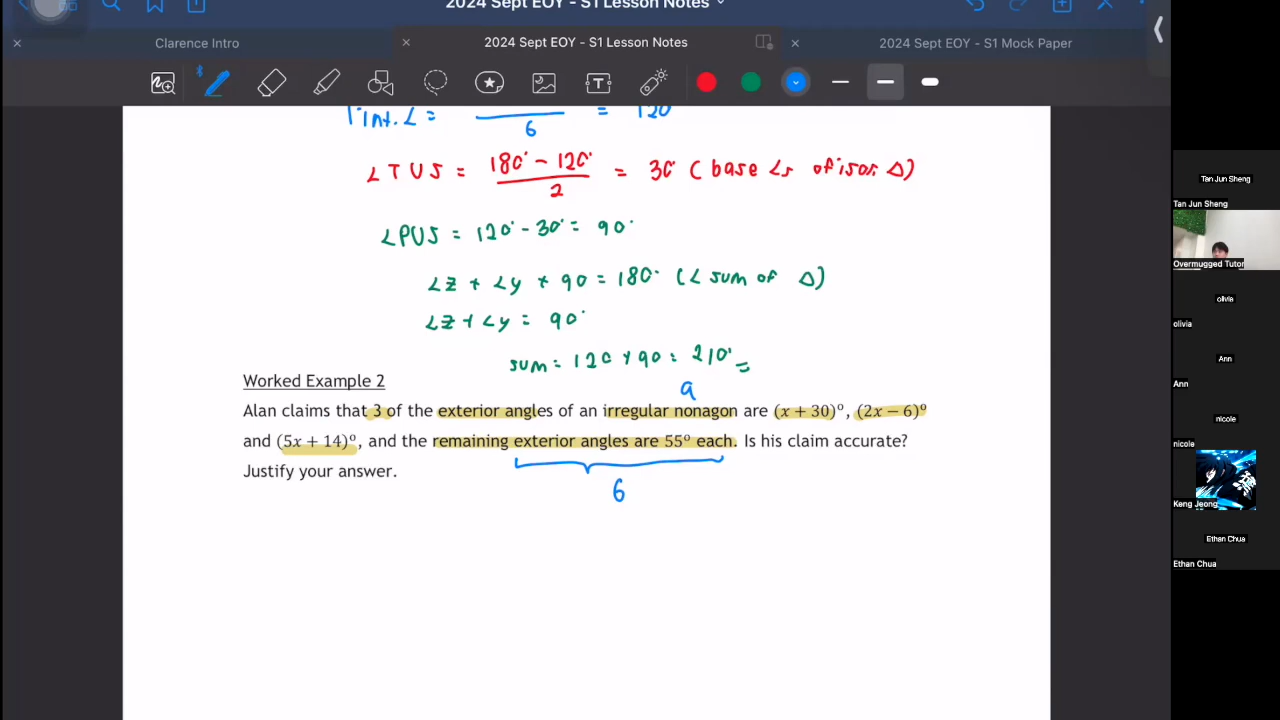 2024 Sept EOY - S1 Lesson Notes
Clarence Intro
2024 Sept EOY - S1 Lesson Notes
2024 Sept EOY - S1 Mock Paper
1 int. ∠ = ――― = 120
6
∠TUS = (180° - 120°)/2 = 30° (base ∠s of isos. Δ)
∠PUS = 120° - 30° = 90°
∠z + ∠y + 90 = 180° (∠ sum of Δ)
∠z + ∠y = 90°
sum = 120 + 90 = 210°
Worked Example 2
9
Alan claims that 3 of the exterior angles of an irregular nonagon are (x + 30)°, (2x − 6)°
and (5x + 14)°, and the remaining exterior angles are 55° each. Is his claim accurate?
Justify your answer.
6
Tan Jun Sheng
Tan Jun Sheng
Overmugged Tutor
olivia
olivia
Ann
Ann
nicole
nicole
Keng Jeong
Ethan Chua
Ethan Chua